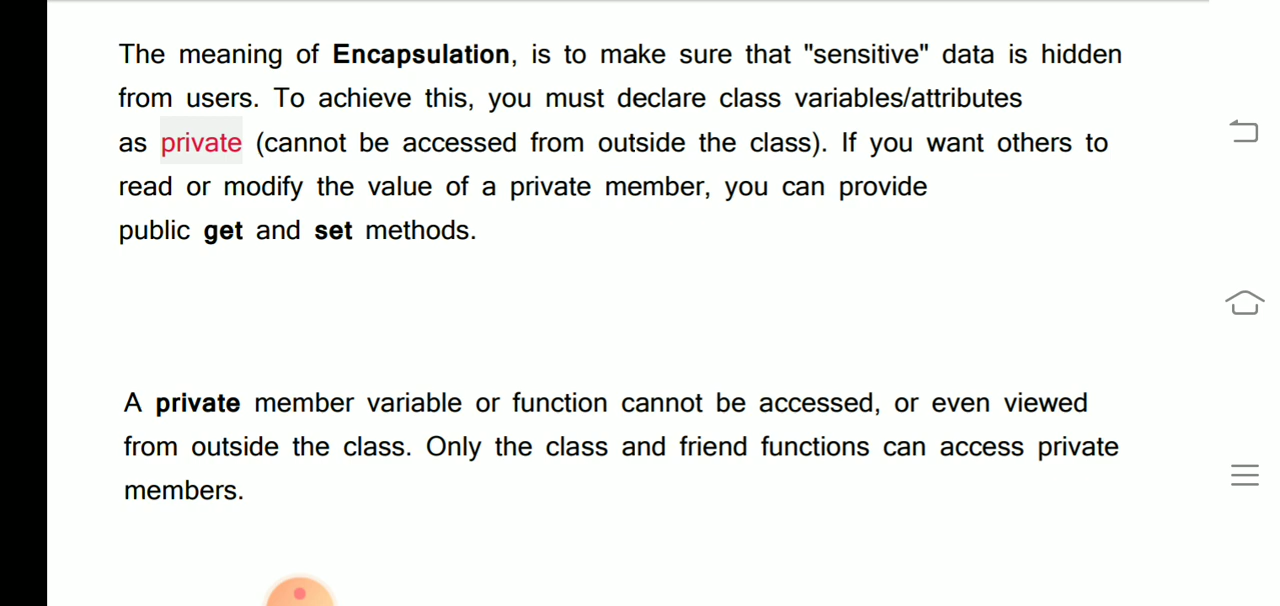 The meaning of Encapsulation, is to make sure that "sensitive" data is hidden
from users. To achieve this, you must declare class variables/attributes
as private (cannot be accessed from outside the class). If you want others to
read or modify the value of a private member, you can provide
public get and set methods.
A private member variable or function cannot be accessed, or even viewed
from outside the class. Only the class and friend functions can access private
members.